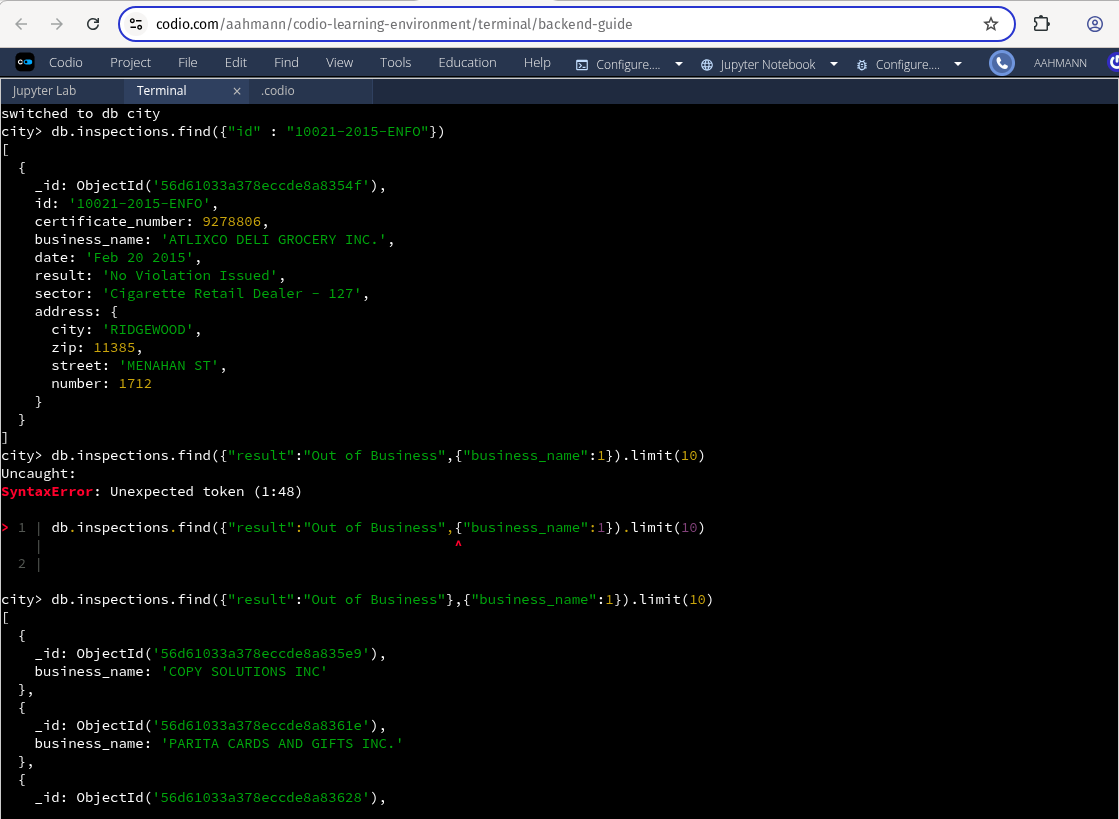 codio.com/aahmann/codio-learning-environment/terminal/backend-guide
Codio Project File Edit Find View Tools Education Help Configure.... Jupyter Notebook Configure.... AAHMANN
Jupyter Lab Terminal × .codio
switched to db city
city> db.inspections.find({"id" : "10021-2015-ENFO"})
[
  {
    _id: ObjectId('56d61033a378eccde8a8354f'),
    id: '10021-2015-ENFO',
    certificate_number: 9278806,
    business_name: 'ATLIXCO DELI GROCERY INC.',
    date: 'Feb 20 2015',
    result: 'No Violation Issued',
    sector: 'Cigarette Retail Dealer - 127',
    address: {
      city: 'RIDGEWOOD',
      zip: 11385,
      street: 'MENAHAN ST',
      number: 1712
    }
  }
]
city> db.inspections.find({"result":"Out of Business",{"business_name":1}).limit(10)
Uncaught:
SyntaxError: Unexpected token (1:48)
> 1 | db.inspections.find({"result":"Out of Business",{"business_name":1}).limit(10)
    |                                                 ^
  2 |
city> db.inspections.find({"result":"Out of Business"},{"business_name":1}).limit(10)
[
  {
    _id: ObjectId('56d61033a378eccde8a835e9'),
    business_name: 'COPY SOLUTIONS INC'
  },
  {
    _id: ObjectId('56d61033a378eccde8a8361e'),
    business_name: 'PARITA CARDS AND GIFTS INC.'
  },
  {
    _id: ObjectId('56d61033a378eccde8a83628'),